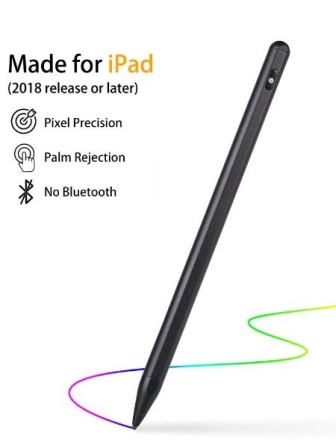 Made for iPad
(2018 release or later)
Pixel Precision
Palm Rejection
No Bluetooth